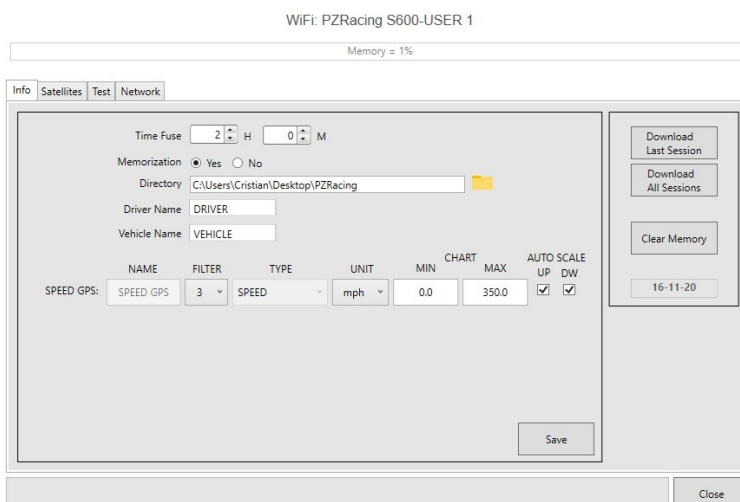 WiFi: PZRacing S600-USER 1
Memory = 1%
Info Satellites Test Network
Time Fuse 2 H 0 M
Memorization Yes No
Directory C:\Users\Cristian\Desktop\PZRacing
Driver Name DRIVER
Vehicle Name VEHICLE
CHART AUTO SCALE
NAME FILTER TYPE UNIT MIN MAX UP DW
SPEED GPS: SPEED GPS 3 SPEED mph 0.0 350.0
Save
Download
Last Session
Download
All Sessions
Clear Memory
16-11-20
Close